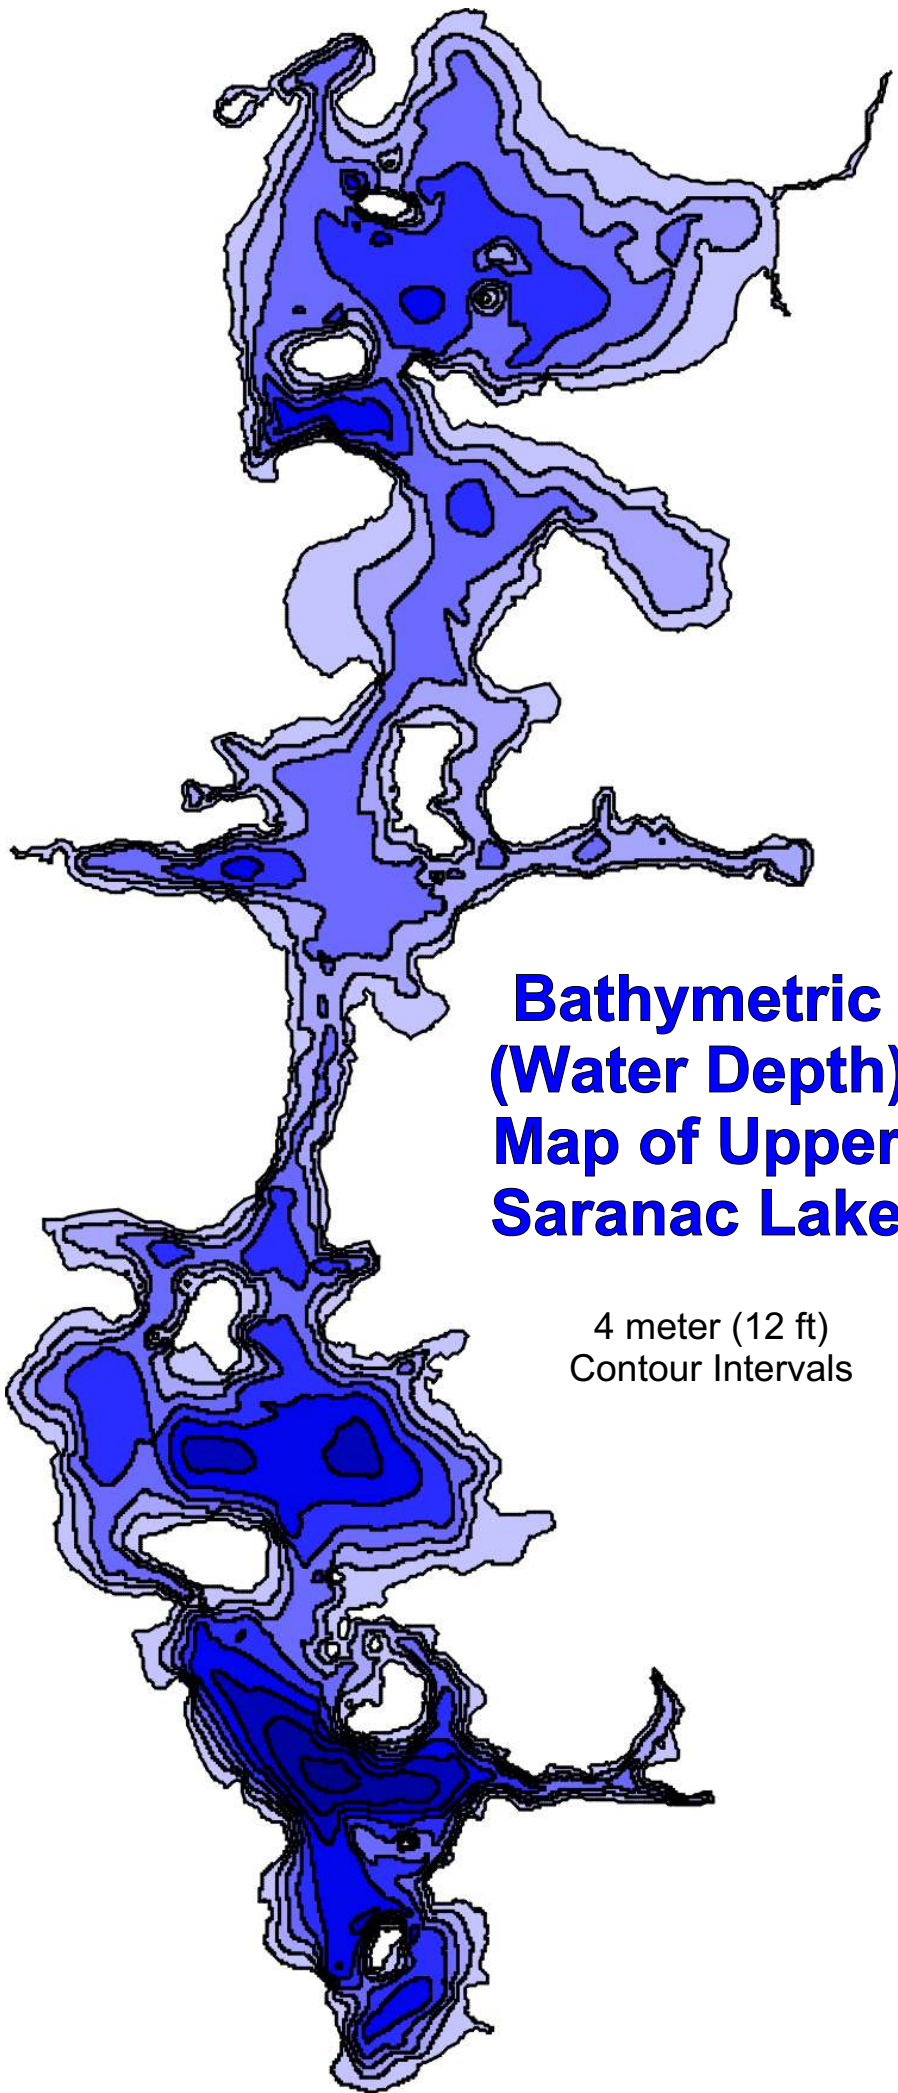 Bathymetric
(Water Depth)
Map of Upper
Saranac Lake
4 meter (12 ft)
Contour Intervals